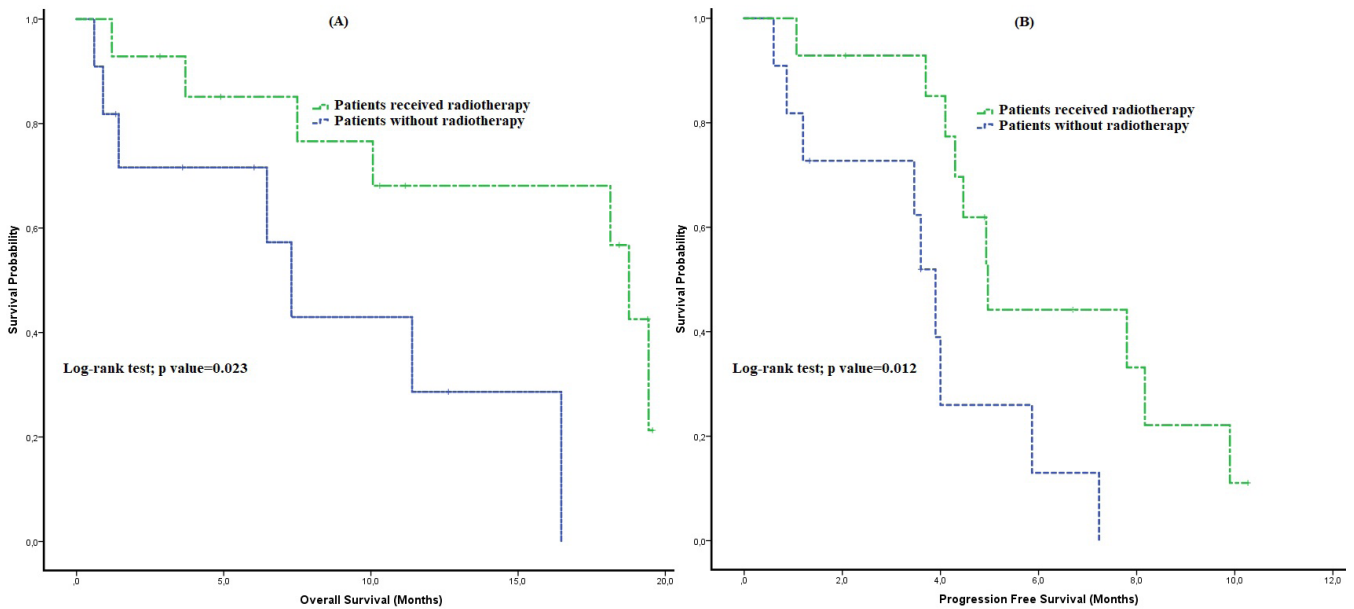 (A)
1,0
0,8
0,6
0,4
0,2
0,0
Survival Probability
Patients received radiotherapy
Patients without radiotherapy
Log-rank test; p value=0.023
,0
5,0
10,0
15,0
20,0
Overall Survival (Months)
(B)
1,0
0,8
0,6
0,4
0,2
0,0
Survival Probability
Patients received radiotherapy
Patients without radiotherapy
Log-rank test; p value=0.012
,0
2,0
4,0
6,0
8,0
10,0
12,0
Progression Free Survival (Months)